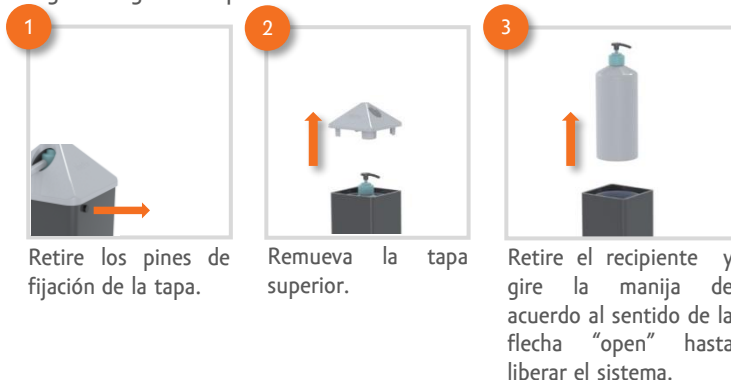 1
2
3
Retire los pines de
fijación de la tapa.
Remueva la tapa
superior.
Retire el recipiente y
gire la manija de
acuerdo al sentido de la
flecha “open” hasta
liberar el sistema.